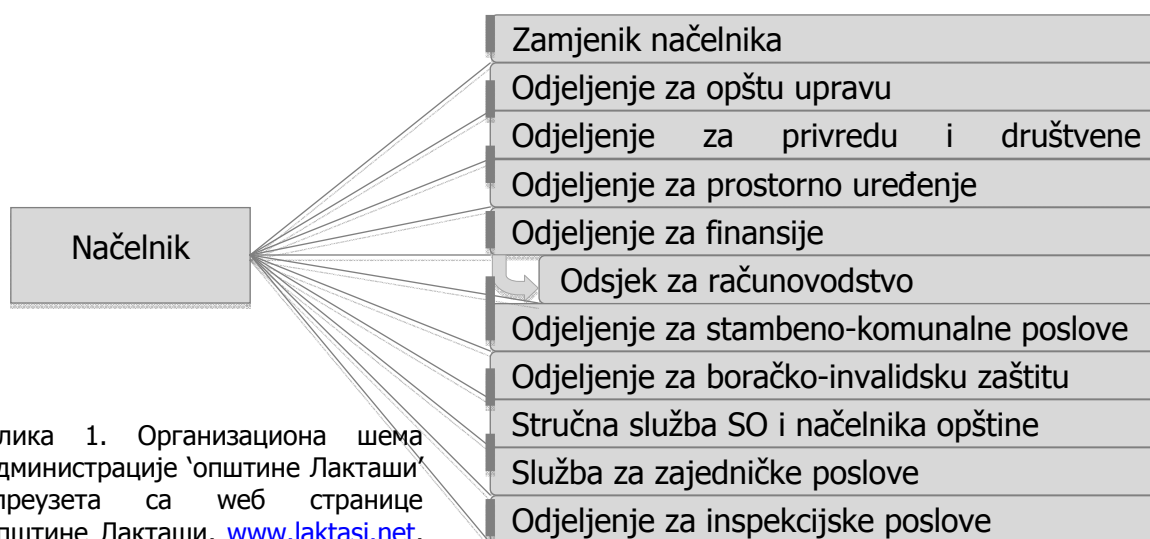 Zamjenik načelnika
Odjeljenje za opštu upravu
Odjeljenje za privredu i društvene
Odjeljenje za prostorno uređenje
Načelnik
Odjeljenje za finansije
Odsjek za računovodstvo
Odjeljenje za stambeno-komunalne poslove
Odjeljenje za boračko-invalidsku zaštitu
Stručna služba SO i načelnika opštine
Služba za zajedničke poslove
Odjeljenje za inspekcijske poslove
лика 1. Организациона шема
дминистрације ‘општине Лакташи’
преузета са wеб странице
пштине Лакташи, www.laktasi.net.